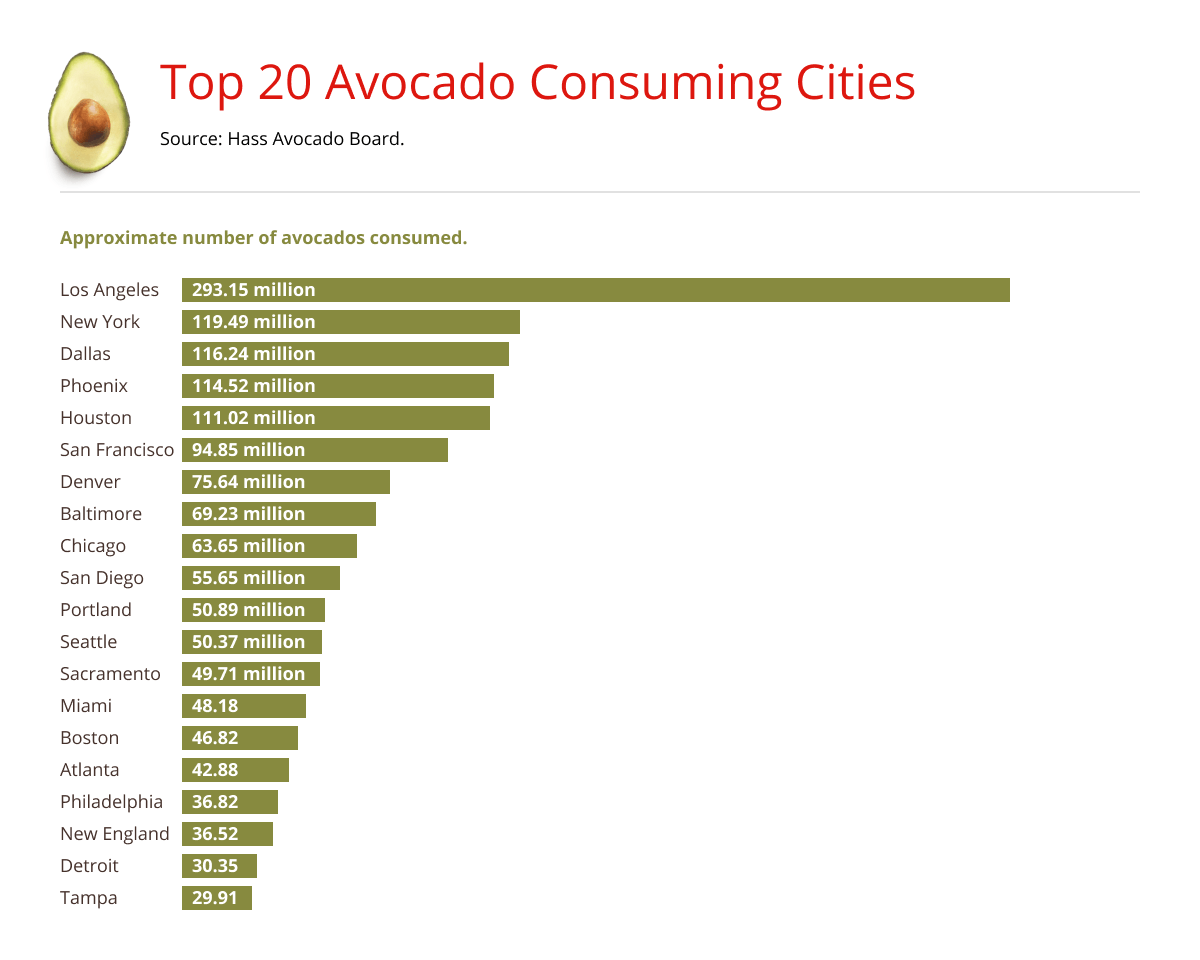 Top 20 Avocado Consuming Cities
Source: Hass Avocado Board.
Approximate number of avocados consumed.
Los Angeles 293.15 million
New York 119.49 million
Dallas 116.24 million
Phoenix 114.52 million
Houston 111.02 million
San Francisco 94.85 million
Denver 75.64 million
Baltimore 69.23 million
Chicago 63.65 million
San Diego 55.65 million
Portland 50.89 million
Seattle 50.37 million
Sacramento 49.71 million
Miami 48.18
Boston 46.82
Atlanta 42.88
Philadelphia 36.82
New England 36.52
Detroit 30.35
Tampa 29.91